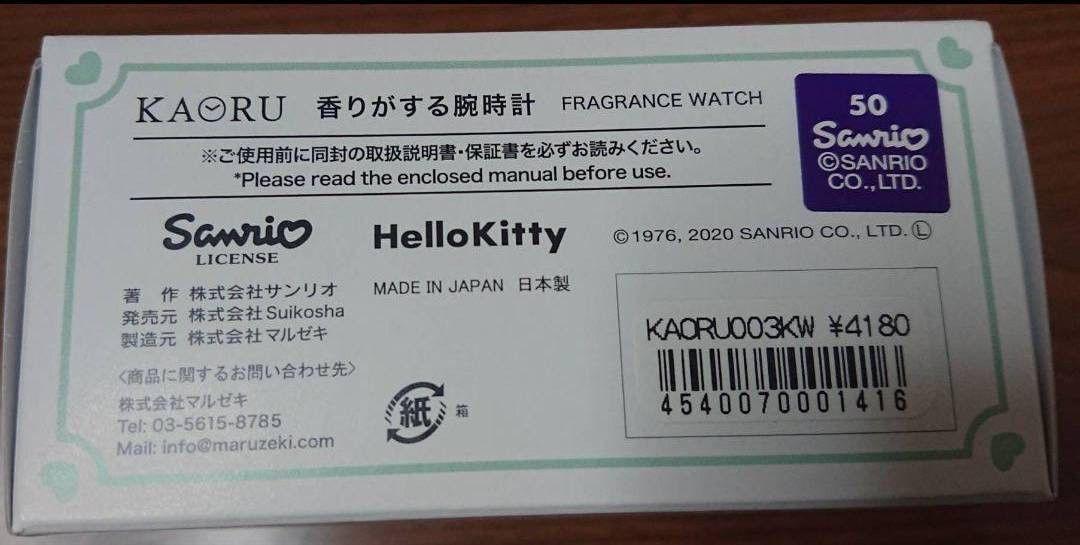 KAORU 香りがする腕時計 FRAGRANCE WATCH
※ご使用前に同封の取扱説明書・保証書を必ずお読みください。
*Please read the enclosed manual before use.
50
Sanrio
©SANRIO
CO.,LTD.
Sanrio
LICENSE
HelloKitty
©1976, 2020 SANRIO CO., LTD. Ⓛ
著 作 株式会社サンリオ
発売元 株式会社Suikosha
製造元 株式会社マルゼキ
MADE IN JAPAN 日本製
〈商品に関するお問い合わせ先〉
株式会社マルゼキ
Tel: 03-5615-8785
Mail: info@maruzeki.com
紙 箱
KAORU003KW ¥4180
4540070001416